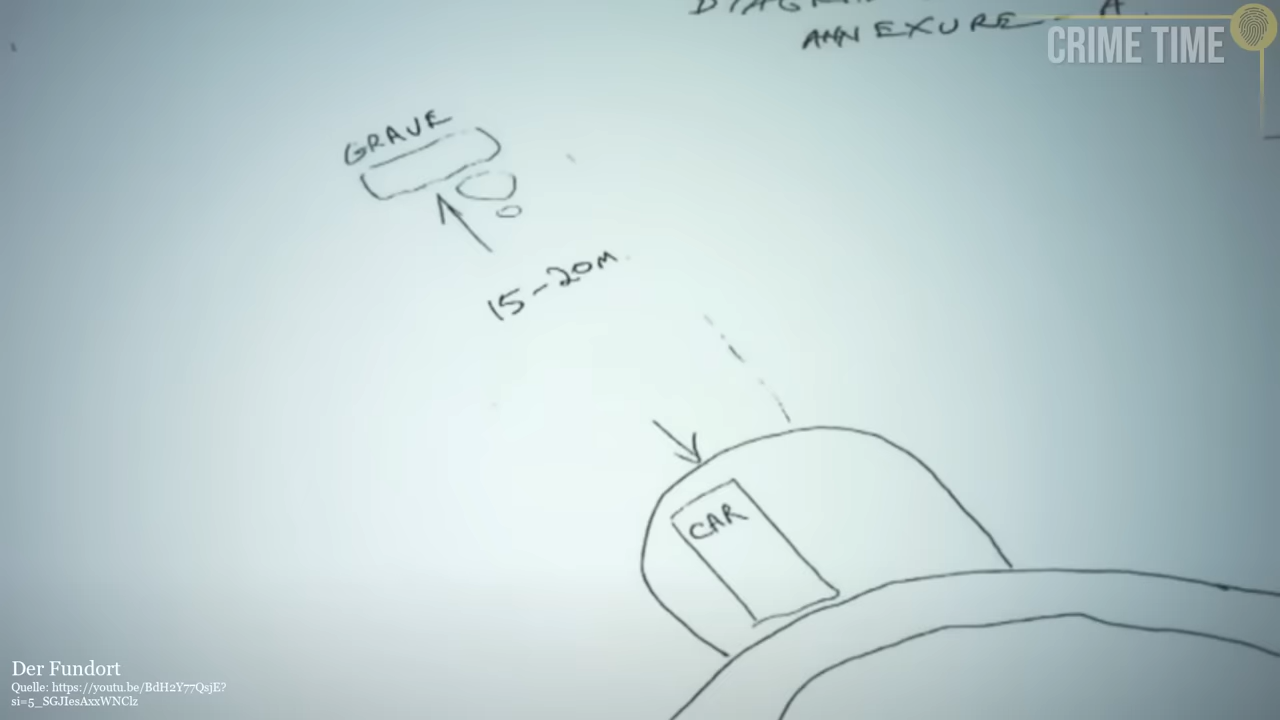 ANNEXURE - A
CRIME TIME
GRAVE
15-20M
CAR
Der Fundort
Quelle: https://youtu.be/BdH2Y77QsjE?
si=5_SGJIesAxxWNClz